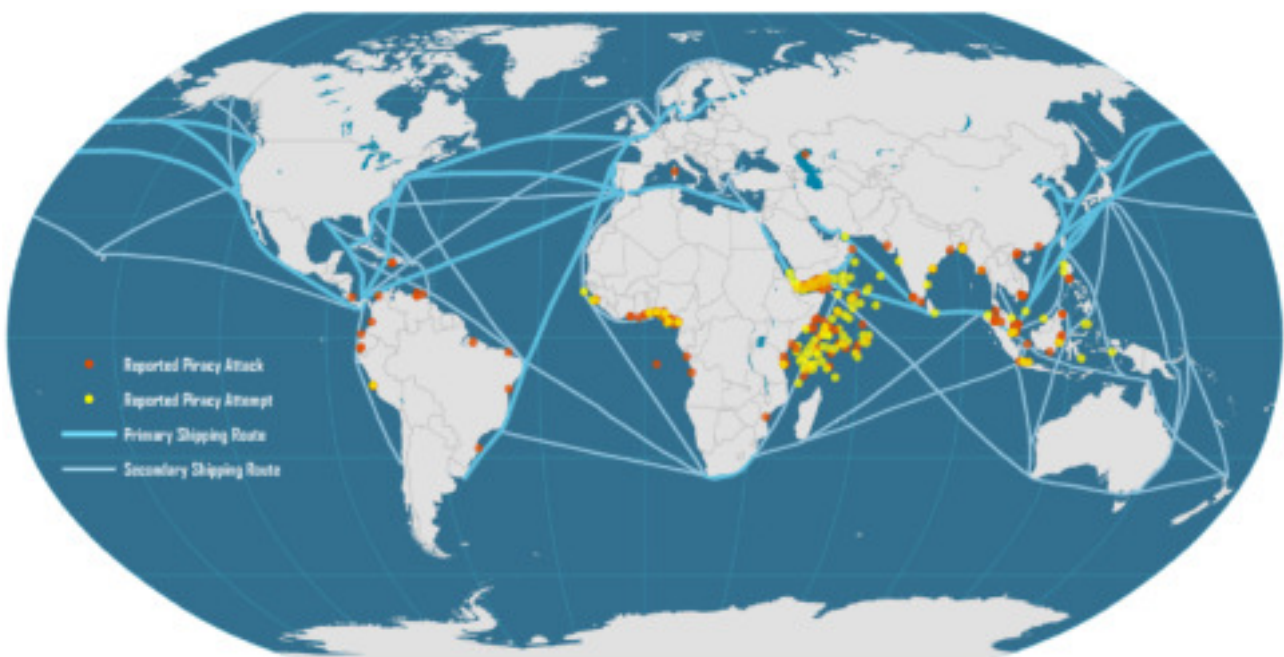 Reported Piracy Attack
Reported Piracy Attempt
Primary Shipping Route
Secondary Shipping Route